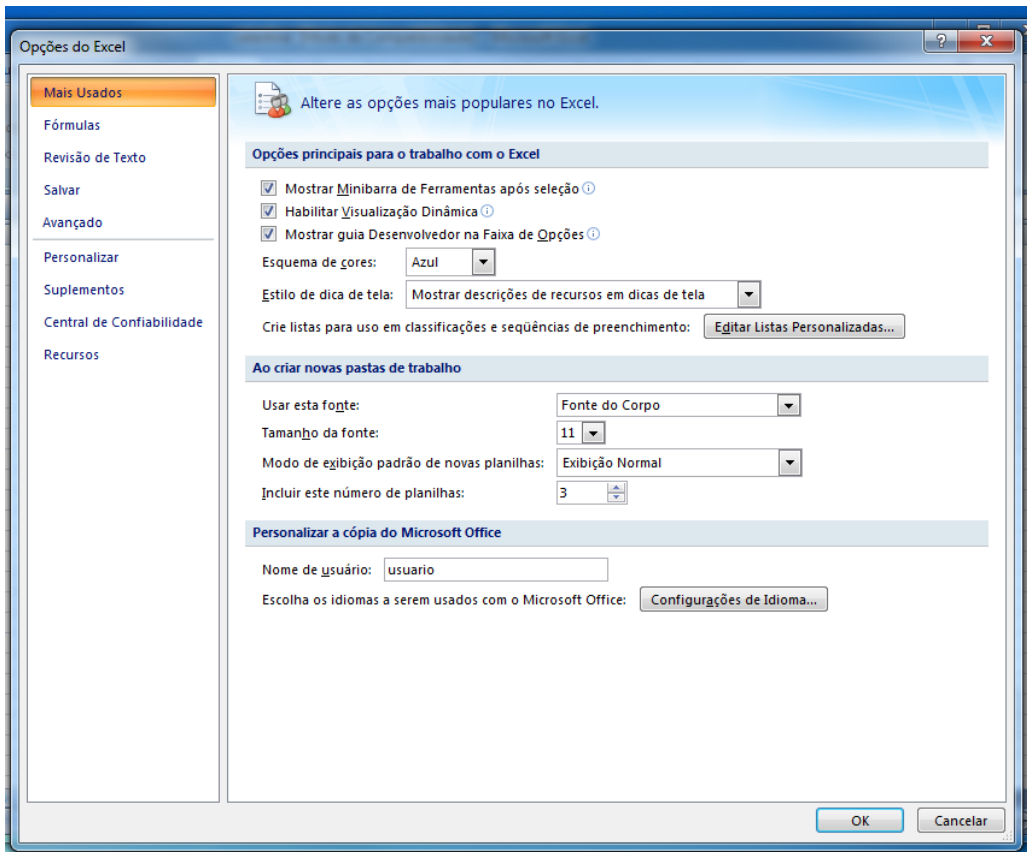 Opções do Excel
Mais Usados
Fórmulas
Revisão de Texto
Salvar
Avançado
Personalizar
Suplementos
Central de Confiabilidade
Recursos
Altere as opções mais populares no Excel.
Opções principais para o trabalho com o Excel
Mostrar Minibarra de Ferramentas após seleção
Habilitar Visualização Dinâmica
Mostrar guia Desenvolvedor na Faixa de Opções
Esquema de cores: Azul
Estilo de dica de tela: Mostrar descrições de recursos em dicas de tela
Crie listas para uso em classificações e seqüências de preenchimento: Editar Listas Personalizadas...
Ao criar novas pastas de trabalho
Usar esta fonte: Fonte do Corpo
Tamanho da fonte: 11
Modo de exibição padrão de novas planilhas: Exibição Normal
Incluir este número de planilhas: 3
Personalizar a cópia do Microsoft Office
Nome de usuário: usuario
Escolha os idiomas a serem usados com o Microsoft Office: Configurações de Idioma...
OK Cancelar